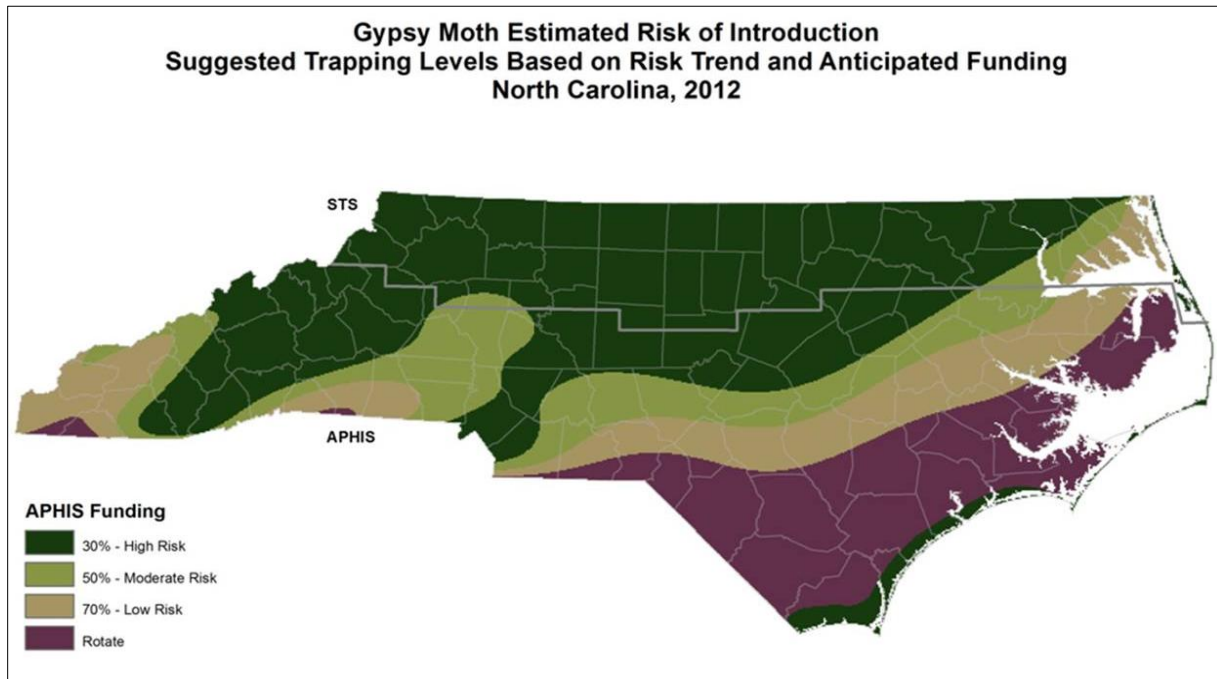 Gypsy Moth Estimated Risk of Introduction
Suggested Trapping Levels Based on Risk Trend and Anticipated Funding
North Carolina, 2012
STS
APHIS
APHIS Funding
30% - High Risk
50% - Moderate Risk
70% - Low Risk
Rotate